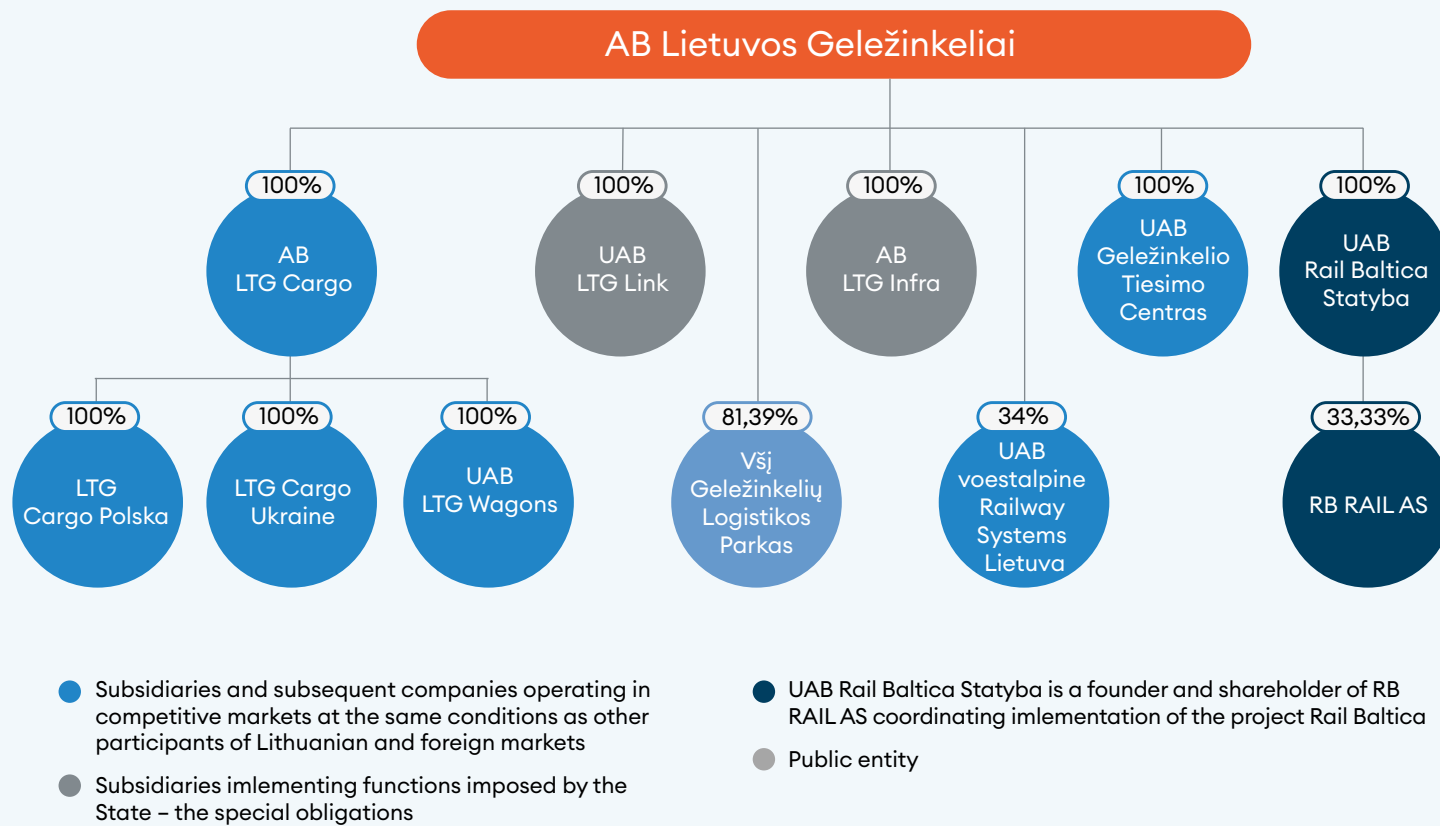 AB Lietuvos Geležinkeliai
100%
AB
LTG Cargo
100%
UAB
LTG Link
100%
AB
LTG Infra
100%
UAB
Geležinkelio
Tiesimo
Centras
100%
UAB
Rail Baltica
Statyba
100%
LTG
Cargo Polska
100%
LTG Cargo
Ukraine
100%
UAB
LTG Wagons
81,39%
Všį
Geležinkelių
Logistikos
Parkas
34%
UAB
voestalpine
Railway
Systems
Lietuva
33,33%
RB RAIL AS
Subsidiaries and subsequent companies operating in
competitive markets at the same conditions as other
participants of Lithuanian and foreign markets
Subsidiaries imlementing functions imposed by the
State – the special obligations
UAB Rail Baltica Statyba is a founder and shareholder of RB
RAIL AS coordinating imlementation of the project Rail Baltica
Public entity